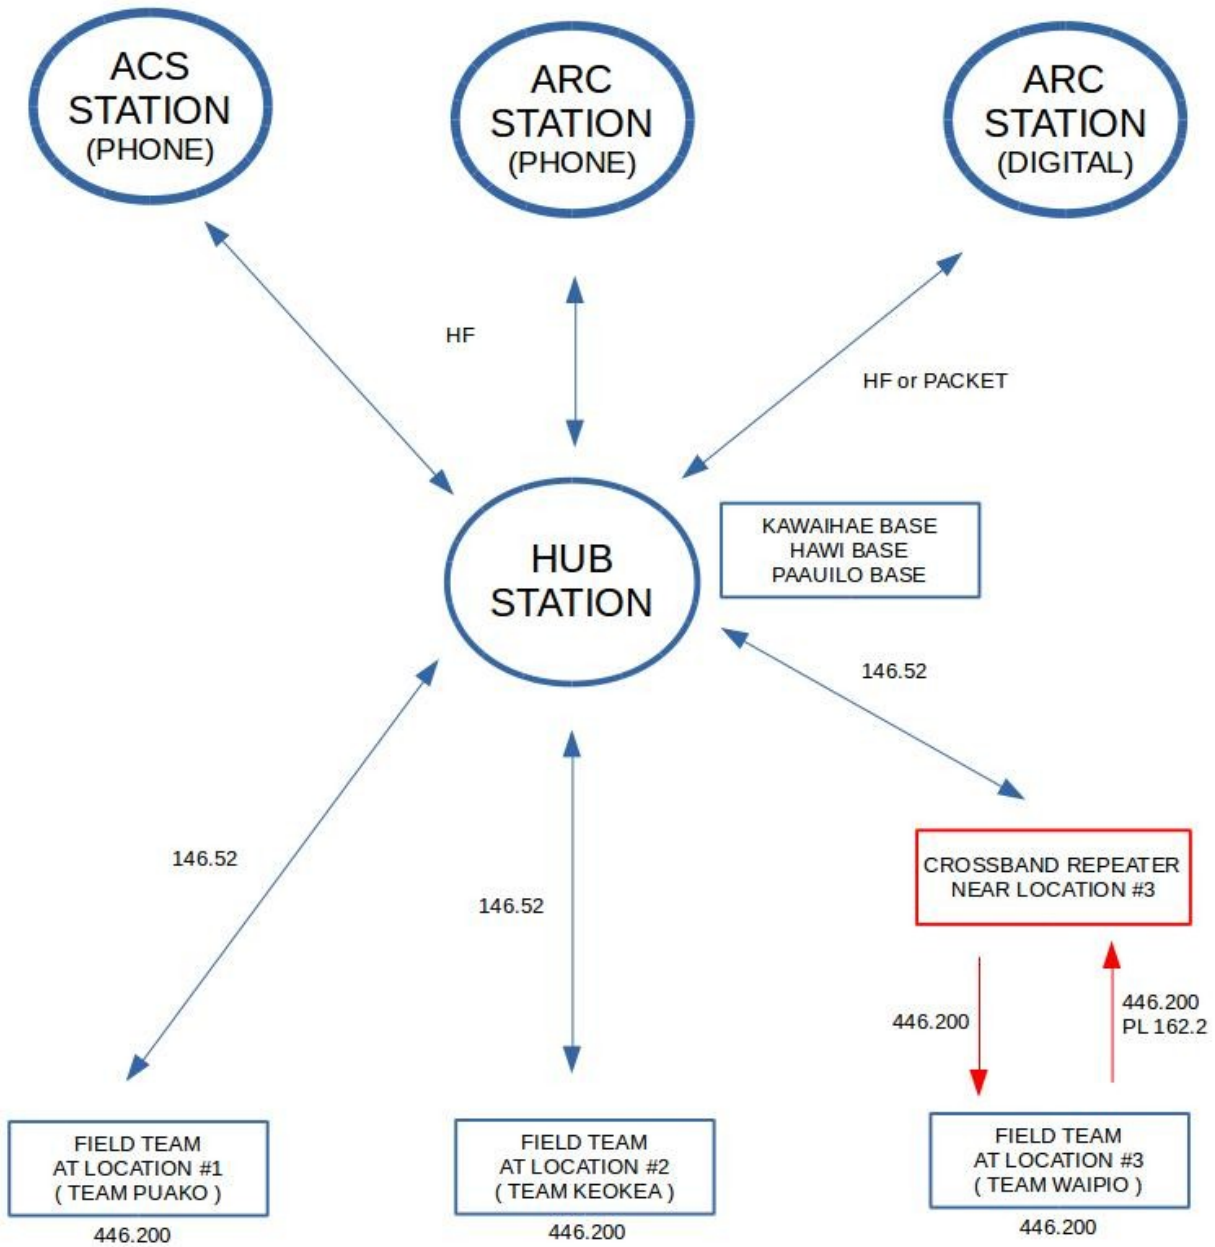 ACS
STATION
(PHONE)
ARC
STATION
(PHONE)
ARC
STATION
(DIGITAL)
HF
HF or PACKET
HUB
STATION
KAWAIHAE BASE
HAWI BASE
PAAUILO BASE
146.52
146.52
146.52
CROSSBAND REPEATER
NEAR LOCATION #3
446.200
446.200
PL 162.2
FIELD TEAM
AT LOCATION #1
( TEAM PUAKO )
446.200
FIELD TEAM
AT LOCATION #2
( TEAM KEOKEA )
446.200
FIELD TEAM
AT LOCATION #3
( TEAM WAIPIO )
446.200